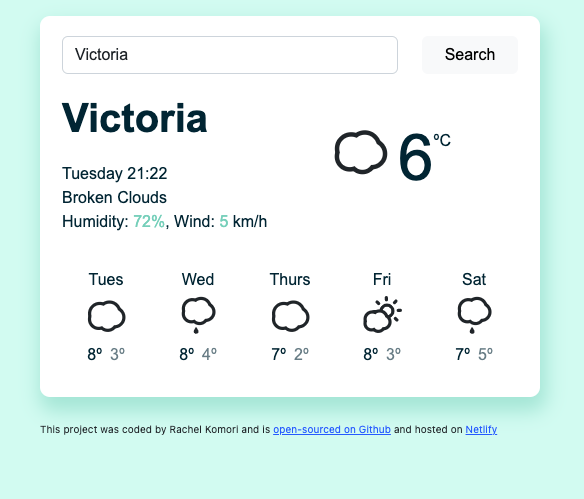 Victoria
Search
Victoria
Tuesday 21:22
Broken Clouds
Humidity: 72%, Wind: 5 km/h
6 ºC
Tues Wed Thurs Fri Sat
8º 3º 8º 4º 7º 2º 8º 3º 7º 5º
This project was coded by Rachel Komori and is open-sourced on Github and hosted on Netlify